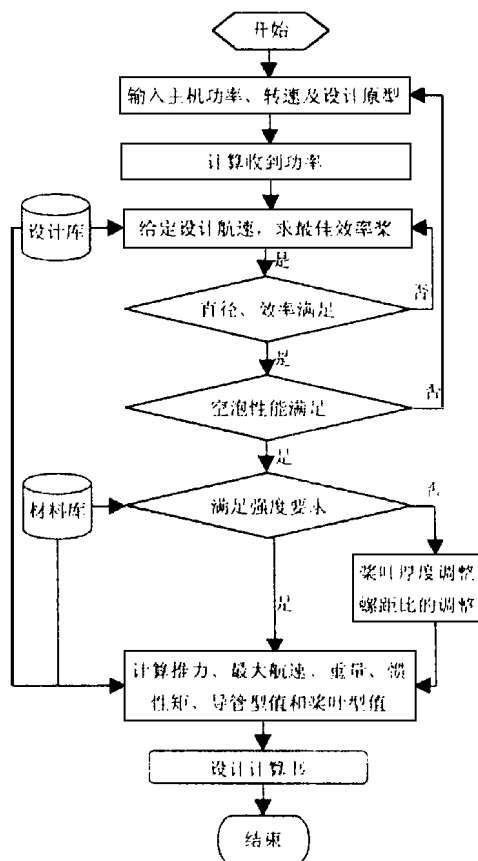 开始
输入主机功率、转速及设计原型
计算收到功率
设计库
给定设计航速，求最佳效率桨
是
直径、效率满足
否
是
空泡性能满足
否
是
材料库
满足强度要求
否
桨叶厚度调整
螺距比的调整
是
计算推力、最大航速、重量、惯
性矩、导管型值和桨叶型值
设计计算书
结束